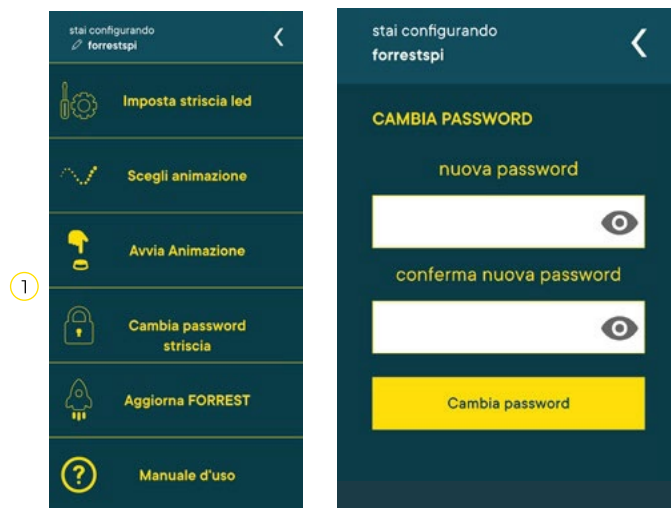 stai configurando
forrestspi
Imposta striscia led
Scegli animazione
Avvia Animazione
1
Cambia password
striscia
Aggiorna FORREST
Manuale d'uso
stai configurando
forrestspi
CAMBIA PASSWORD
nuova password
conferma nuova password
Cambia password